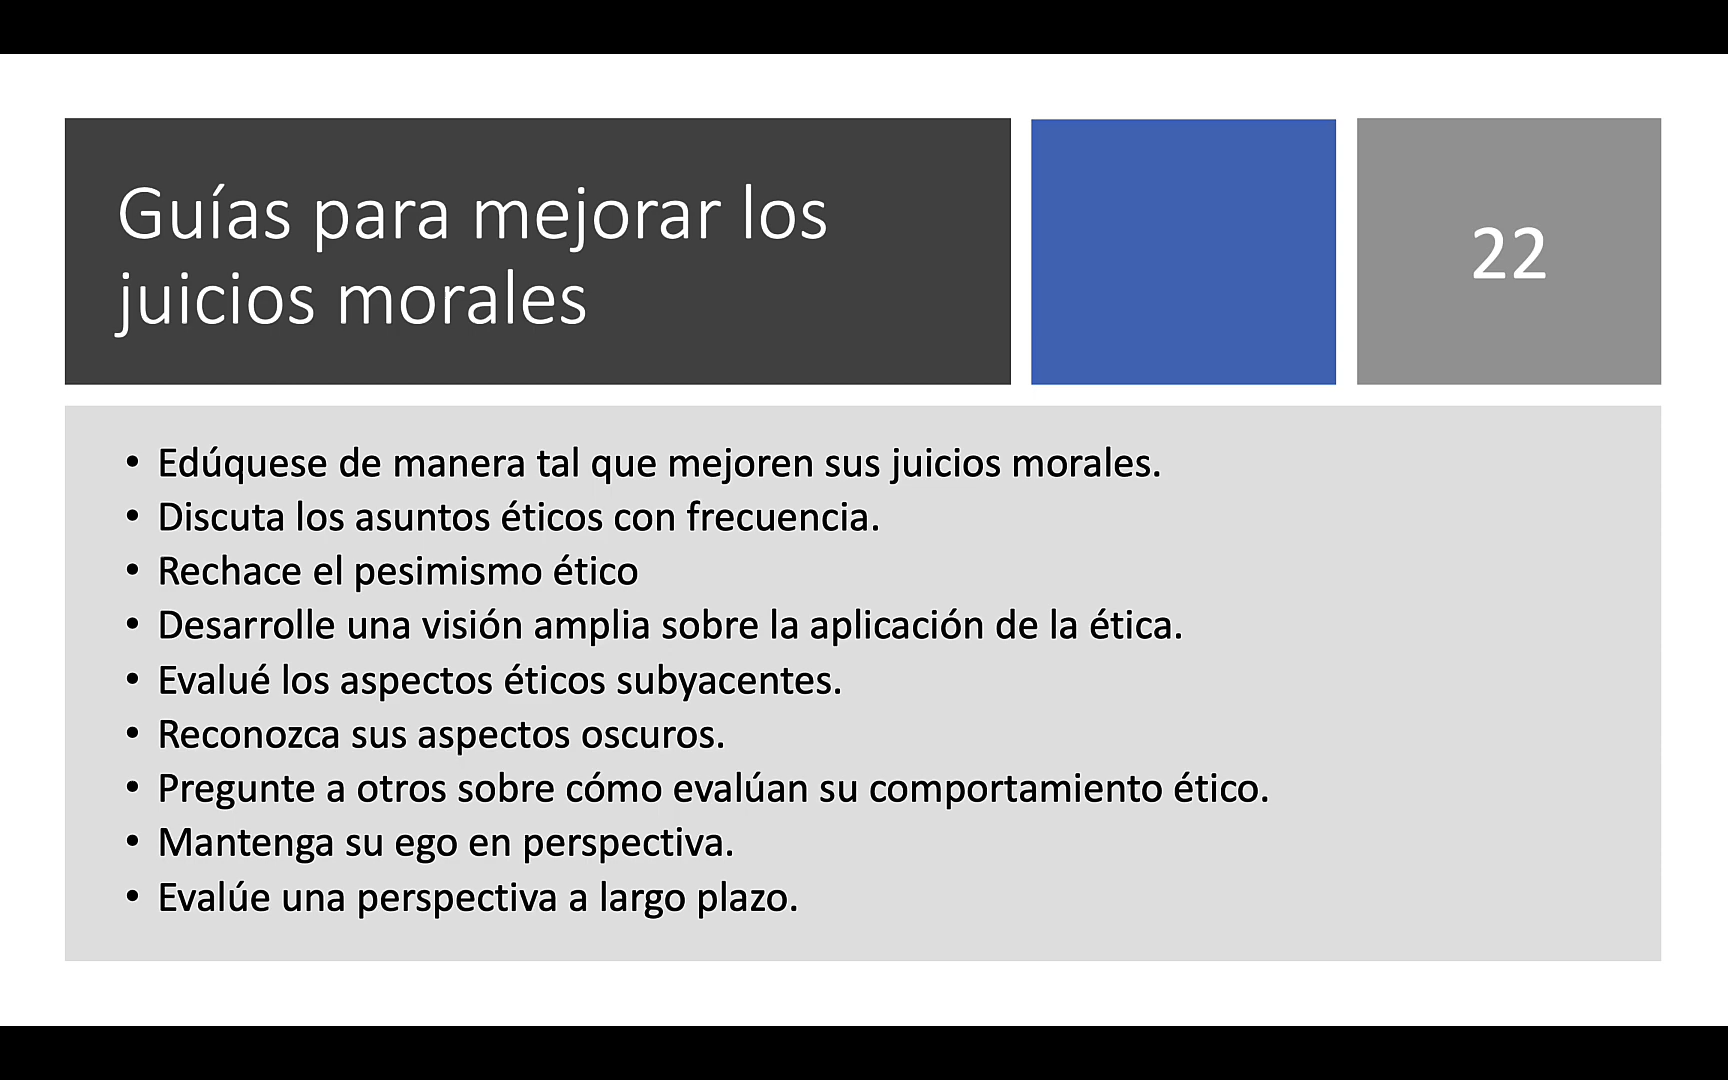 Guías para mejorar los
juicios morales
22
• Edúquese de manera tal que mejoren sus juicios morales.
• Discuta los asuntos éticos con frecuencia.
• Rechace el pesimismo ético
• Desarrolle una visión amplia sobre la aplicación de la ética.
• Evalué los aspectos éticos subyacentes.
• Reconozca sus aspectos oscuros.
• Pregunte a otros sobre cómo evalúan su comportamiento ético.
• Mantenga su ego en perspectiva.
• Evalúe una perspectiva a largo plazo.